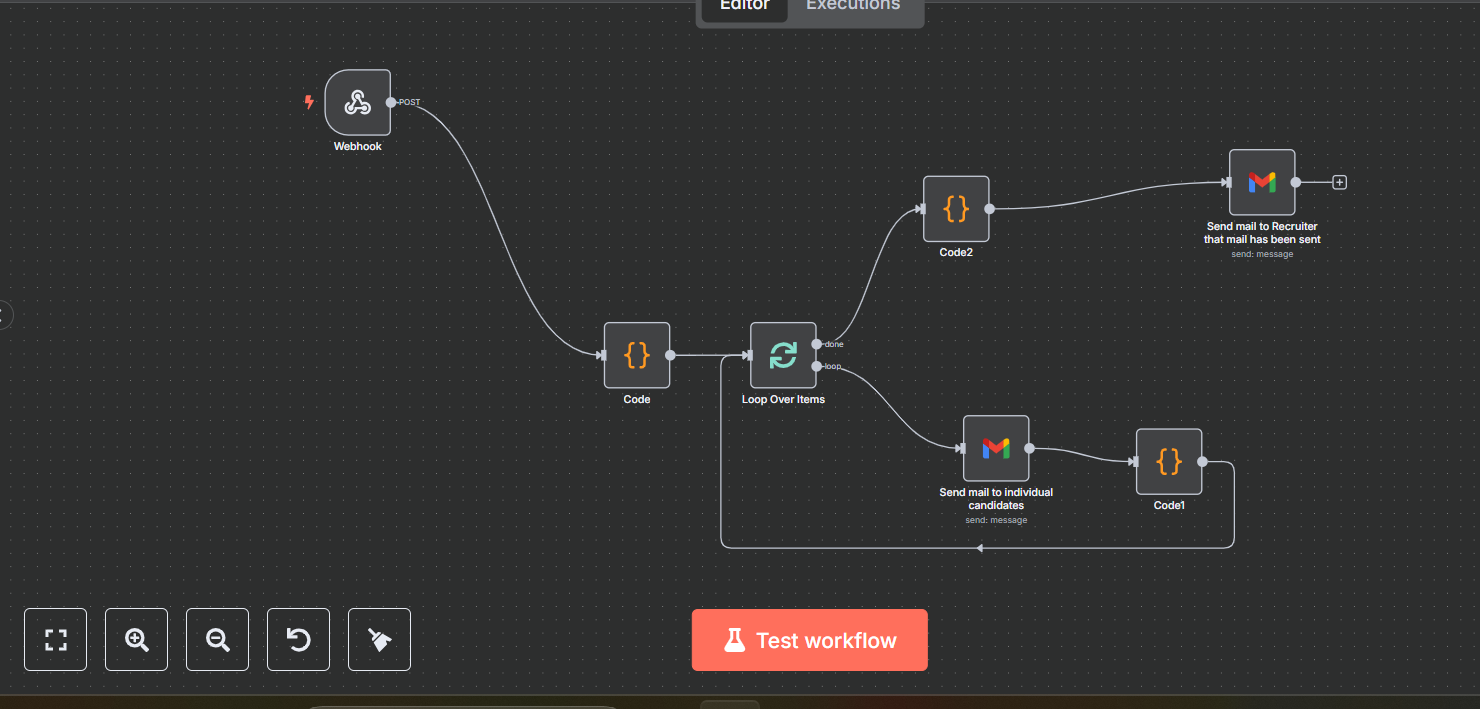 Editor
Executions
POST
Webhook
Code2
Send mail to Recruiter
that mail has been sent
send: message
done
loop
Code
Loop Over Items
Send mail to individual
candidates
send: message
Code1
Test workflow